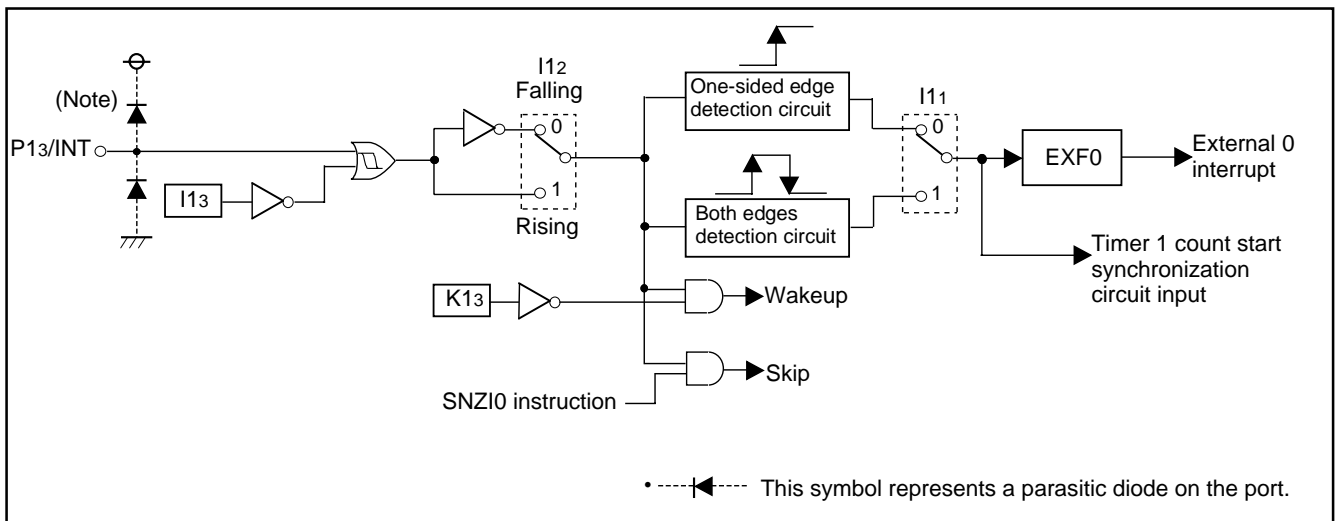 I12
Falling
(Note)
P13/INT
0
1
Rising
I13
One-sided edge
detection circuit
Both edges
detection circuit
I11
0
1
EXF0
External 0
interrupt
Timer 1 count start
synchronization
circuit input
K13
Wakeup
Skip
SNZI0 instruction
• This symbol represents a parasitic diode on the port.